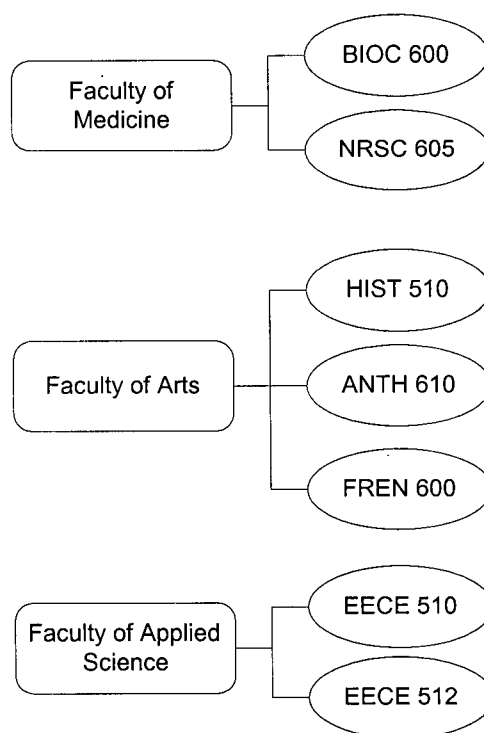 Faculty of
Medicine
BIOC 600
NRSC 605
Faculty of Arts
HIST 510
ANTH 610
FREN 600
Faculty of Applied
Science
EECE 510
EECE 512